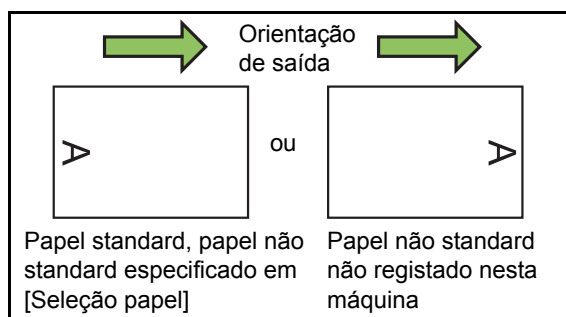 Orientação
de saída
A
ou
A
Papel standard, papel não
standard especificado em
[Seleção papel]
Papel não standard
não registado nesta
máquina